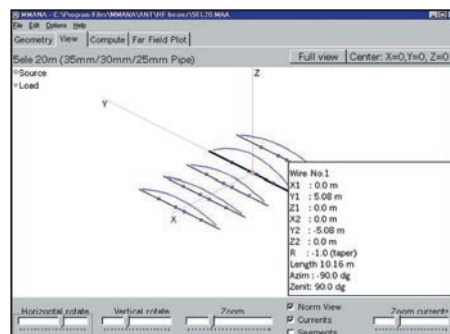 MMANA - C:\Program Files\MMANA\ANT\HF beams\5EL20.MAA
File Edit Options Help
Geometry View Compute Far Field Plot
5ele 20m (35mm/30mm/25mm Pipe) Full view Center: X=0,Y=0, Z=0
Source
Load
Z
Y
X
Wire No.1
X1 : 0.0 m
Y1 : 5.08 m
Z1 : 0.0 m
X2 : 0.0 m
Y2 : -5.08 m
Z2 : 0.0 m
R : -1.0 (taper)
Length 10.16 m
Azim : -90.0 dg
Zenit: 90.0 dg
Horizontal rotate Vertical rotate Zoom Norm View Zoom currents
Currents
Segments